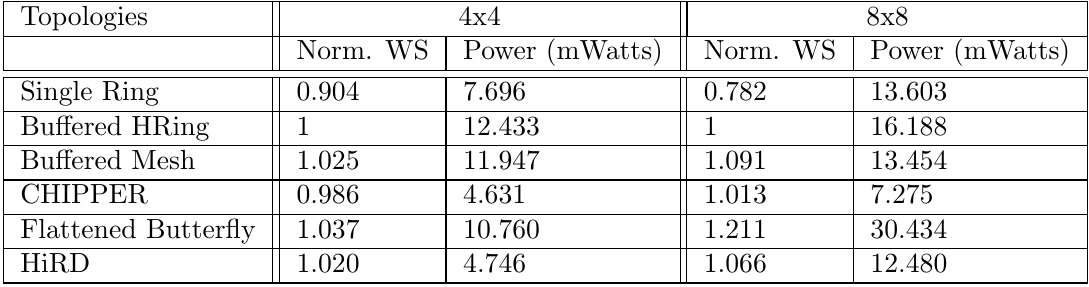 Topologies 4x4 8x8
Norm. WS Power (mWatts) Norm. WS Power (mWatts)
Single Ring 0.904 7.696 0.782 13.603
Buffered HRing 1 12.433 1 16.188
Buffered Mesh 1.025 11.947 1.091 13.454
CHIPPER 0.986 4.631 1.013 7.275
Flattened Butterfly 1.037 10.760 1.211 30.434
HiRD 1.020 4.746 1.066 12.480